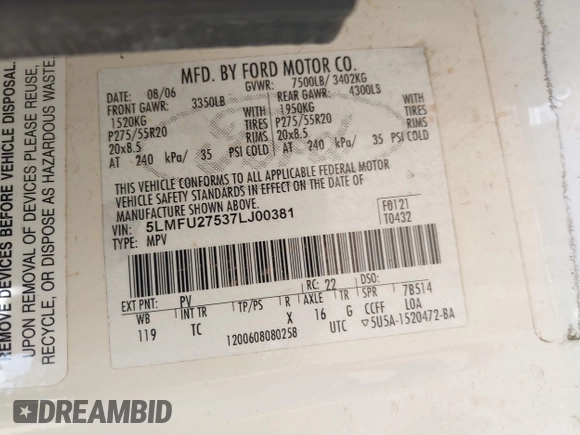 REMOVE DEVICES BEFORE VEHICLE DISPOSAL.
UPON REMOVAL OF DEVICES PLEASE REUSE,
RECYCLE, OR DISPOSE AS HAZARDOUS WASTE.
MFD. BY FORD MOTOR CO.
DATE: 08/06 GVWR: 7500LB/ 3402KG
FRONT GAWR: 3350LB REAR GAWR: 4300LB
1520KG 1950KG
P275/55R20 TIRES P275/55R20 TIRES
20x8.5 RIMS 20x8.5 RIMS
AT 240 kPa/ 35 PSI COLD AT 240 kPa/ 35 PSI COLD
THIS VEHICLE CONFORMS TO ALL APPLICABLE FEDERAL MOTOR
VEHICLE SAFETY STANDARDS IN EFFECT ON THE DATE OF
MANUFACTURE SHOWN ABOVE.
VIN: 5LMFU27537LJ00381 F0121
TYPE: MPV T0432
EXT PNT: PV RC: 22 DSO:
WB INT TR TP/PS R AXLE TR SPR 7B514
119 TC X 16 G CCFF LOA
1200608080258 UTC ▽5U5A-1520472-BA
Ford
DREAMBID